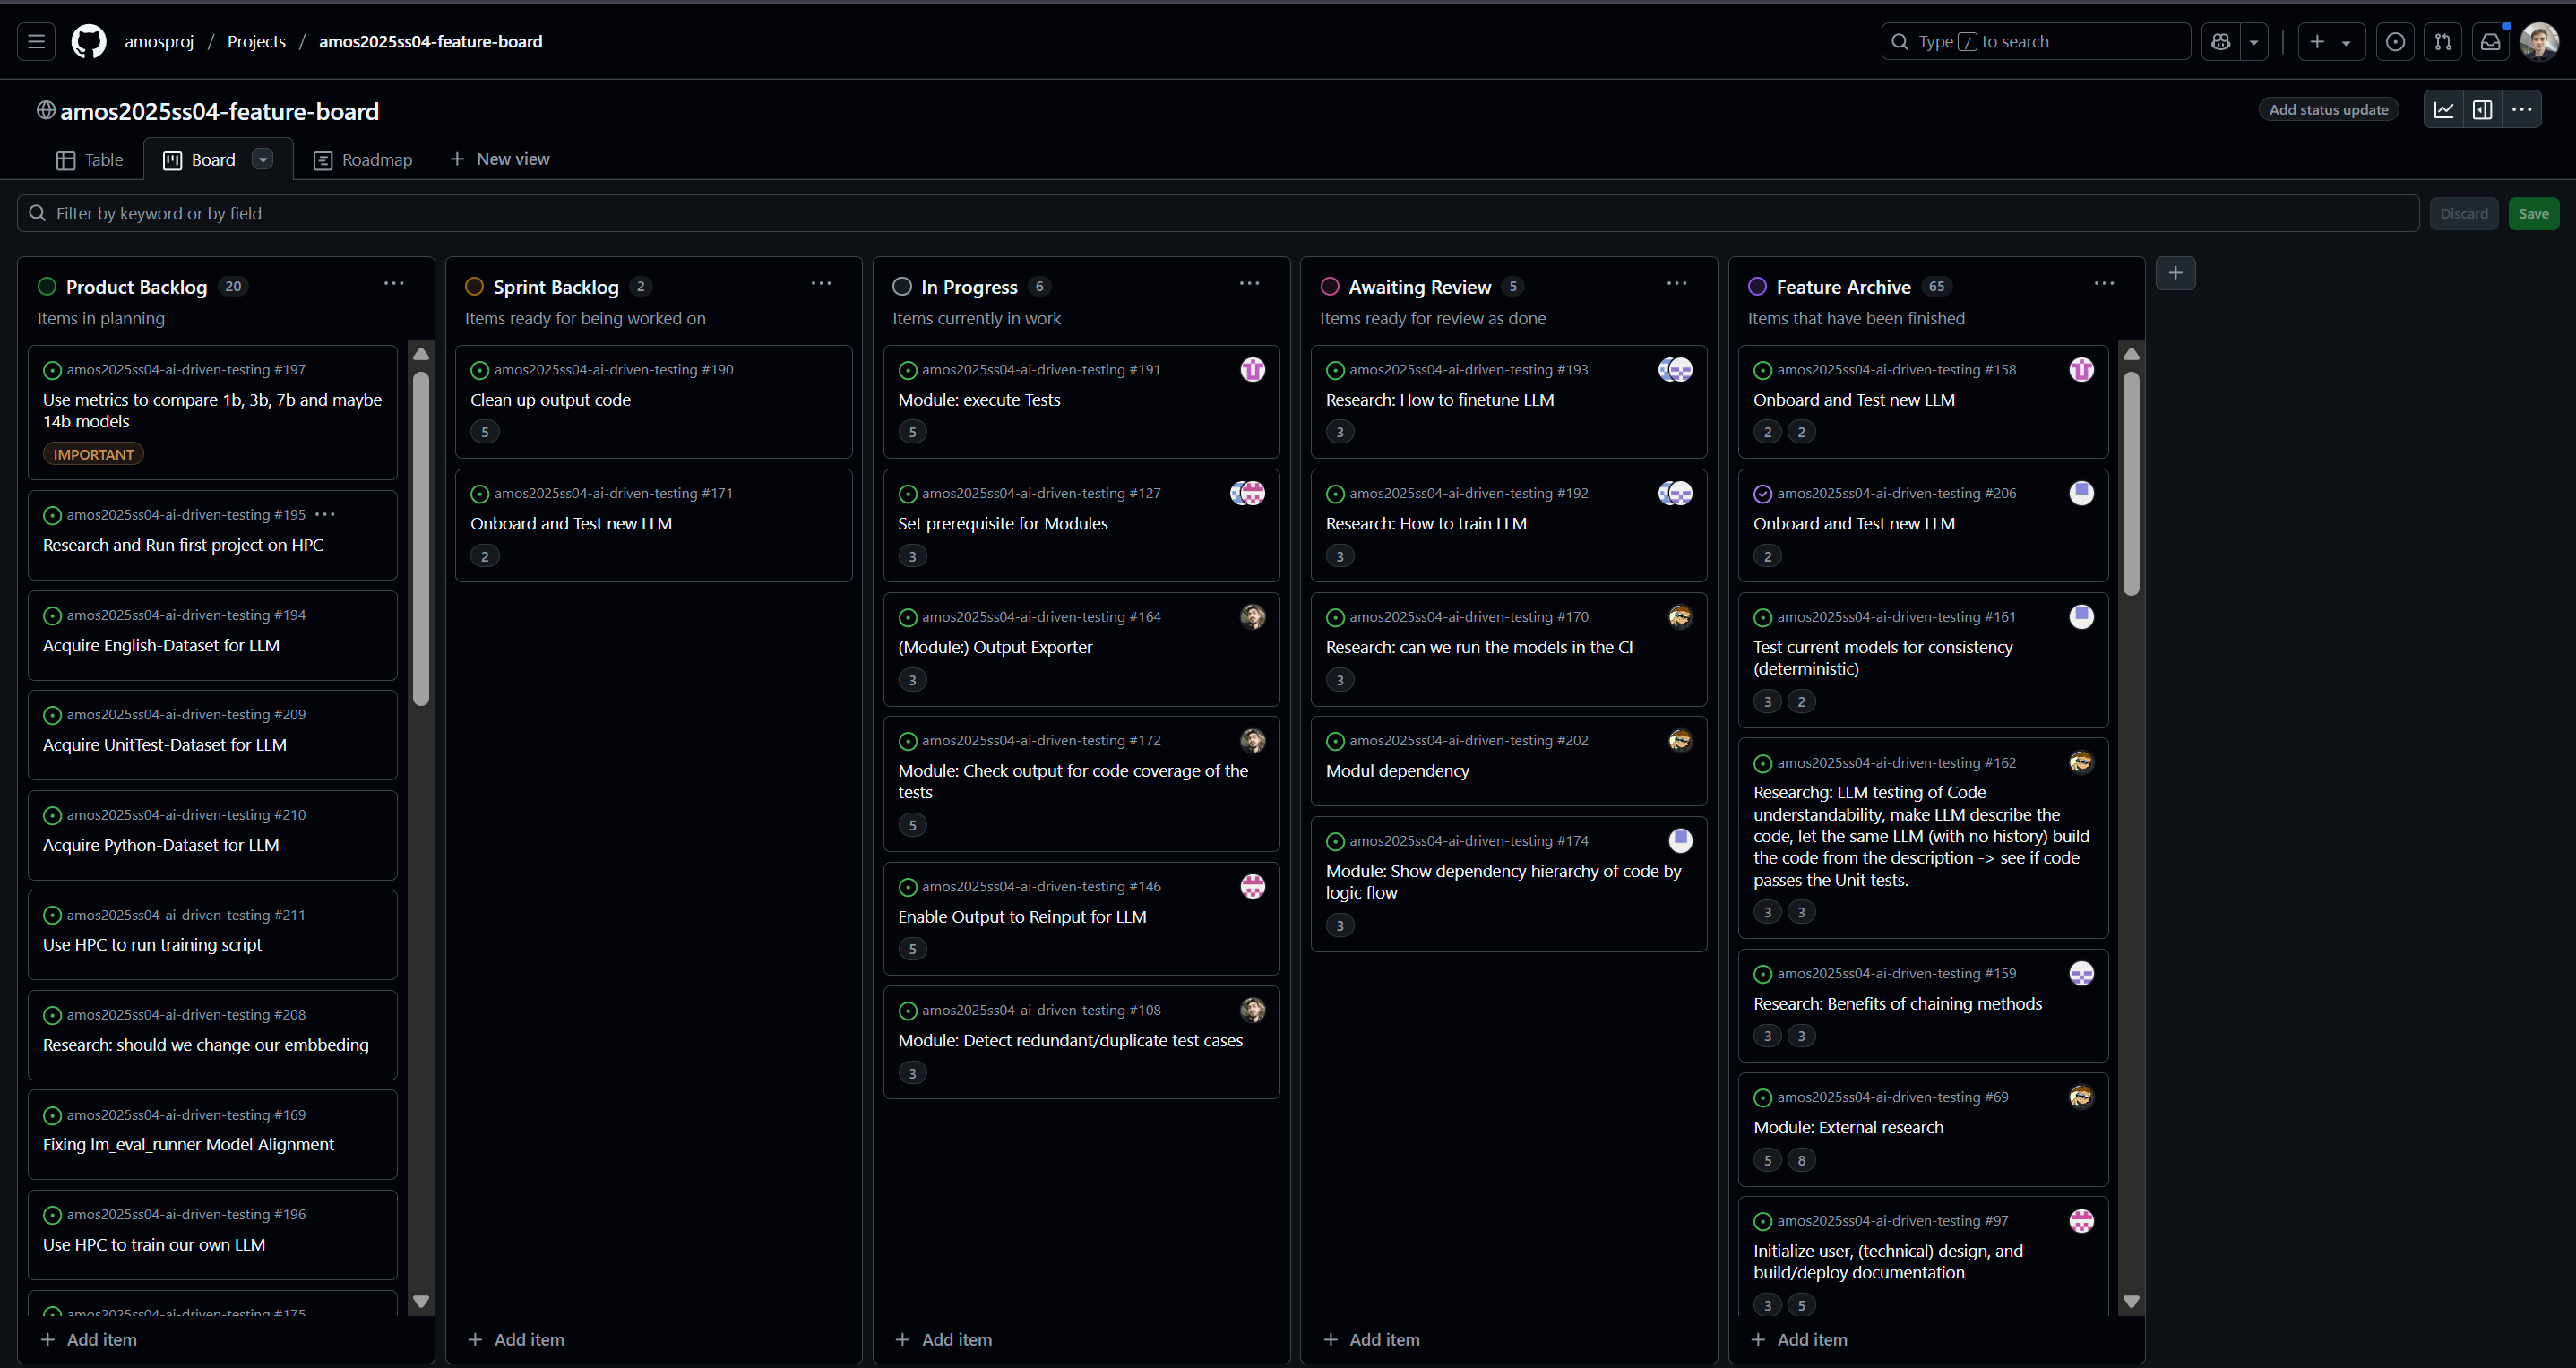 amosproj / Projects / amos2025ss04-feature-board
Type / to search
amos2025ss04-feature-board
Add status update
Table
Board
Roadmap
New view
Filter by keyword or by field
Discard
Save
Product Backlog 20
Items in planning
amos2025ss04-ai-driven-testing #197
Use metrics to compare 1b, 3b, 7b and maybe
14b models
IMPORTANT
amos2025ss04-ai-driven-testing #195
Research and Run first project on HPC
amos2025ss04-ai-driven-testing #194
Acquire English-Dataset for LLM
amos2025ss04-ai-driven-testing #209
Acquire UnitTest-Dataset for LLM
amos2025ss04-ai-driven-testing #210
Acquire Python-Dataset for LLM
amos2025ss04-ai-driven-testing #211
Use HPC to run training script
amos2025ss04-ai-driven-testing #208
Research: should we change our embbeding
amos2025ss04-ai-driven-testing #169
Fixing lm_eval_runner Model Alignment
amos2025ss04-ai-driven-testing #196
Use HPC to train our own LLM
amos2025ss04-ai-driven-testing #175
Add item
Sprint Backlog 2
Items ready for being worked on
amos2025ss04-ai-driven-testing #190
Clean up output code
5
amos2025ss04-ai-driven-testing #171
Onboard and Test new LLM
2
Add item
In Progress 6
Items currently in work
amos2025ss04-ai-driven-testing #191
Module: execute Tests
5
amos2025ss04-ai-driven-testing #127
Set prerequisite for Modules
3
amos2025ss04-ai-driven-testing #164
(Module:) Output Exporter
3
amos2025ss04-ai-driven-testing #172
Module: Check output for code coverage of the
tests
5
amos2025ss04-ai-driven-testing #146
Enable Output to Reinput for LLM
5
amos2025ss04-ai-driven-testing #108
Module: Detect redundant/duplicate test cases
3
Add item
Awaiting Review 5
Items ready for review as done
amos2025ss04-ai-driven-testing #193
Research: How to finetune LLM
3
amos2025ss04-ai-driven-testing #192
Research: How to train LLM
3
amos2025ss04-ai-driven-testing #170
Research: can we run the models in the CI
3
amos2025ss04-ai-driven-testing #202
Modul dependency
amos2025ss04-ai-driven-testing #174
Module: Show dependency hierarchy of code by
logic flow
3
Add item
Feature Archive 65
Items that have been finished
amos2025ss04-ai-driven-testing #158
Onboard and Test new LLM
2 2
amos2025ss04-ai-driven-testing #206
Onboard and Test new LLM
2
amos2025ss04-ai-driven-testing #161
Test current models for consistency
(deterministic)
3 2
amos2025ss04-ai-driven-testing #162
Researchg: LLM testing of Code
understandability, make LLM describe the
code, let the same LLM (with no history) build
the code from the description -> see if code
passes the Unit tests.
3 3
amos2025ss04-ai-driven-testing #159
Research: Benefits of chaining methods
3 3
amos2025ss04-ai-driven-testing #69
Module: External research
5 8
amos2025ss04-ai-driven-testing #97
Initialize user, (technical) design, and
build/deploy documentation
3 5
Add item